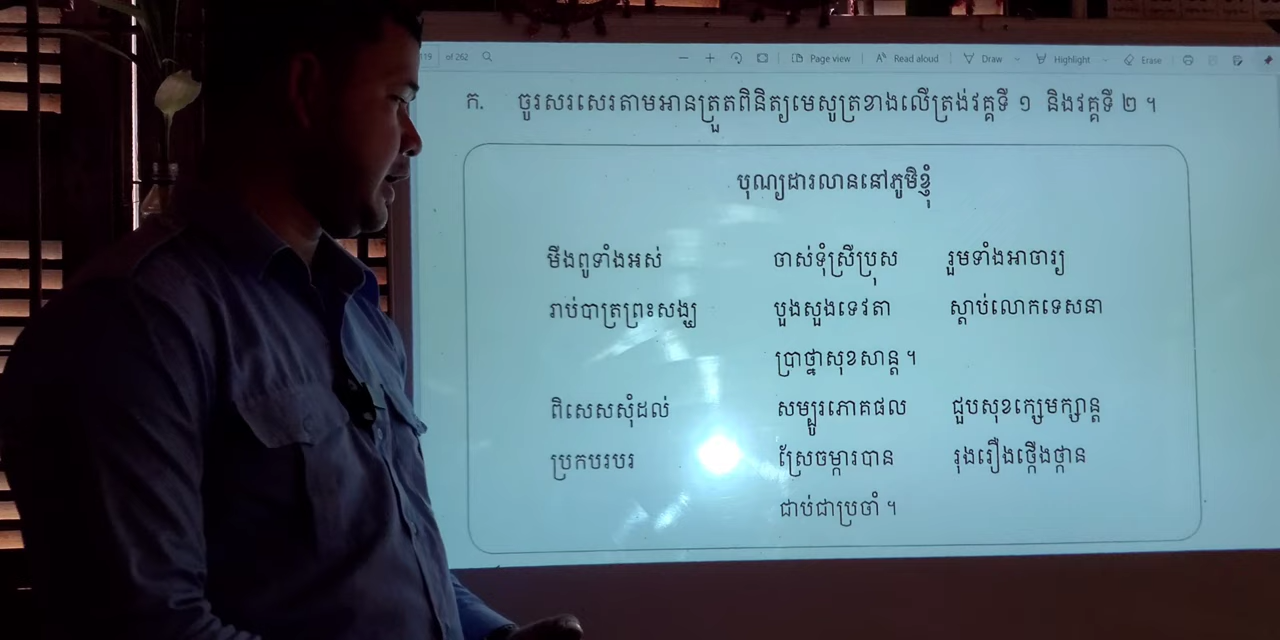 119 of 262 Page view Read aloud Draw Highlight Erase
ក. ចូរសរសេរតាមអានត្រួតពិនិត្យមេសូត្រខាងលើត្រង់វគ្គទី ១ និងវគ្គទី ២ ។
បុណ្យដារលាននៅភូមិខ្ញុំ
មីងពូទាំងអស់ ចាស់ទុំស្រីប្រុស រួមទាំងអាចារ្យ
រាប់បាត្រព្រះសង្ឃ បួងសួងទេវតា ស្តាប់លោកទេសនា
ប្រាថ្នាសុខសាន្ត ។
ពិសេសសុំដល់ សម្បូរភោគផល ជួបសុខក្សេមក្សាន្ត
ប្រកបរបរ ស្រែចម្ការបាន រុងរឿងថ្កើងថ្កាន
ជាប់ជាប្រចាំ ។